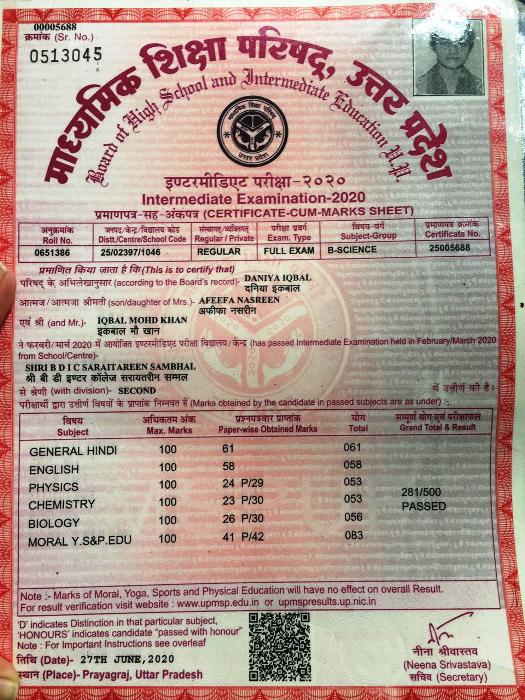 00005688
क्रमांक (Sr. No.)
0513045
माध्यमिक शिक्षा परिषद्, उत्तर प्रदेश
Board of High School and Intermediate Education U.P.
माध्यमिक शिक्षा परिषद्
उत्तर प्रदेश
इण्टरमीडिएट परीक्षा-२०२०
Intermediate Examination-2020
प्रमाणपत्र-सह-अंकपत्र (CERTIFICATE-CUM-MARKS SHEET)
अनुक्रमांक जनपद/केन्द्र/विद्यालय कोड संस्थागत/व्यक्तिगत परीक्षा प्रवर्ग विषय-वर्ग प्रमाणपत्र क्रमांक
Roll No. Distt./Centre/School Code Regular / Private Exam. Type Subject-Group Certificate No.
0651386 25/02397/1046 REGULAR FULL EXAM B-SCIENCE 25005688
प्रमाणित किया जाता है कि(This is to certify that)
परिषद के अभिलेखानुसार (according to the Board's record) DANIYA IQBAL
दनिया इकबाल
आत्मज/आत्मजा श्रीमती (son/daughter of Mrs.)- AFEEFA NASREEN
अफीफा नसरीन
एवं श्री (and Mr.)- IQBAL MOHD KHAN
इकबाल मौ खान
ने फरवरी/मार्च 2020 में आयोजित इण्टरमीडिएट परीक्षा विद्यालय/केन्द्र (has passed Intermediate Examination held in February/March 2020
from School/Centre)-
SHRI B D I C SARAITAREEN SAMBHAL
श्री बी डी इण्टर कॉलेज सरायतरीन सम्भल
से श्रेणी (with division)- SECOND में उत्तीर्ण की है।
परीक्षार्थी द्वारा उत्तीर्ण विषयों के प्राप्तांक निम्नवत हैं (Marks obtained by the candidate in passed subjects are as under) :-
विषय अधिकतम अंक प्रश्नपत्रवार प्राप्तांक योग सम्पूर्ण योग एवं परीक्षाफल
Subject Max. Marks Paper-wise Obtained Marks Total Grand Total & Result
GENERAL HINDI 100 61 061
ENGLISH 100 58 058
PHYSICS 100 24 P/29 053
281/500
CHEMISTRY 100 23 P/30 053
PASSED
BIOLOGY 100 26 P/30 056
MORAL Y.S&P.EDU 100 41 P/42 083
Note :- Marks of Moral, Yoga, Sports and Physical Education will have no effect on overall Result.
For result verification visit website : www.upmsp.edu.in or upmspresults.up.nic.in
'D' indicates Distinction in that particular subject,
'HONOURS' indicates candidate "passed with honour"
Note : For Important Instructions see overleaf
तिथि (Date)- 27TH JUNE,2020
स्थान (Place)- Prayagraj, Uttar Pradesh
नीना श्रीवास्तव
(Neena Srivastava)
सचिव (Secretary)